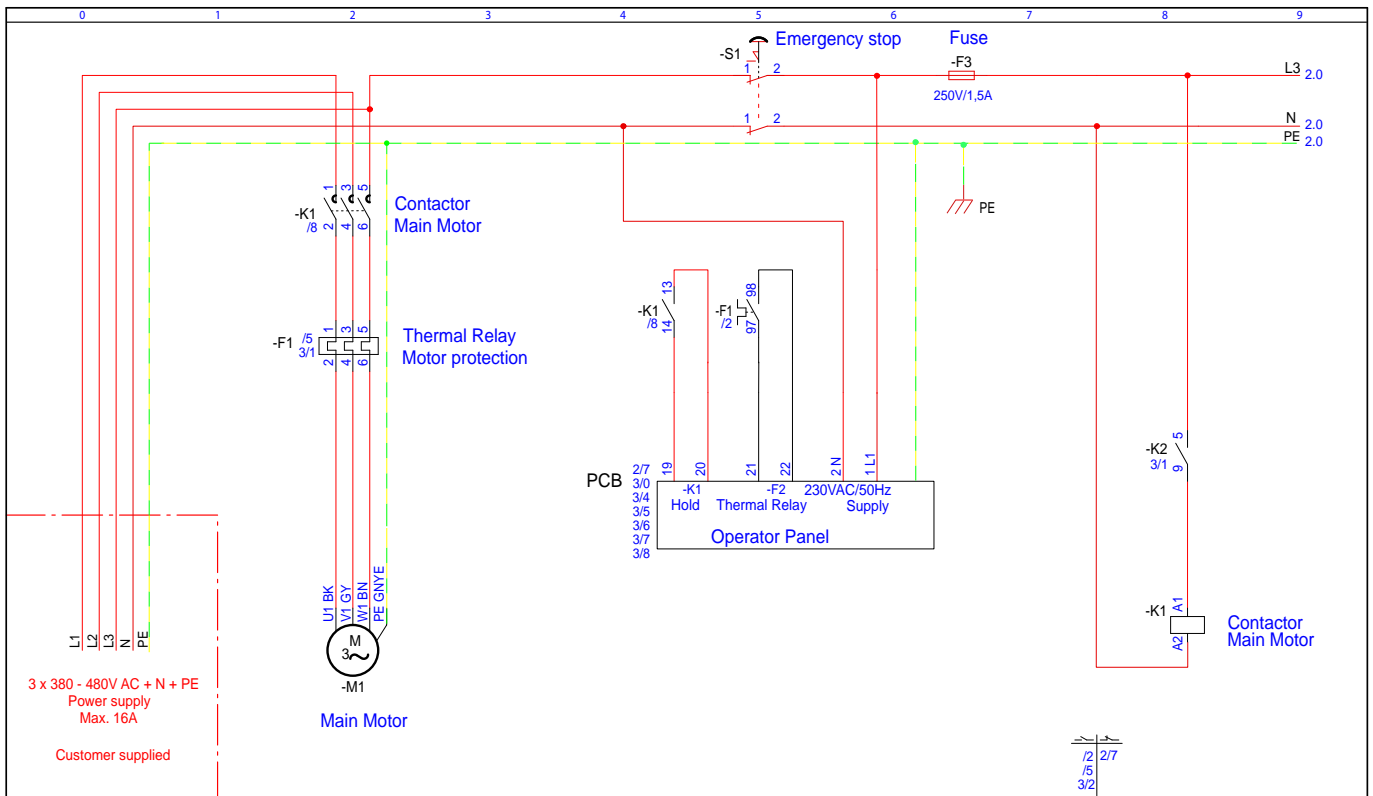 0 1 2 3 4 5 6 7 8 9
Emergency stop
Fuse
-S1
-F3
1 2
L3 2.0
250V/1,5A
1 2
N 2.0
PE 2.0
1 3 5
-K1
/8
2 4 6
Contactor
Main Motor
PE
13
-K1
/8
14
98
-F1
/2
97
1 3 5
-F1
/5
3/1
2 4 6
Thermal Relay
Motor protection
5
-K2
3/1
9
PCB
2/7
3/0
3/4
3/5
3/6
3/7
3/8
19 20 21 22 2 N 1 L1
-K1 -F2 230VAC/50Hz
Hold Thermal Relay Supply
Operator Panel
U1 BK
V1 GY
W1 BN
PE GNYE
L1
L2
L3
N
PE
M
3
-M1
Main Motor
3 x 380 - 480V AC + N + PE
Power supply
Max. 16A
Customer supplied
-K1
A1
A2
Contactor
Main Motor
/2 2/7
/5
3/2